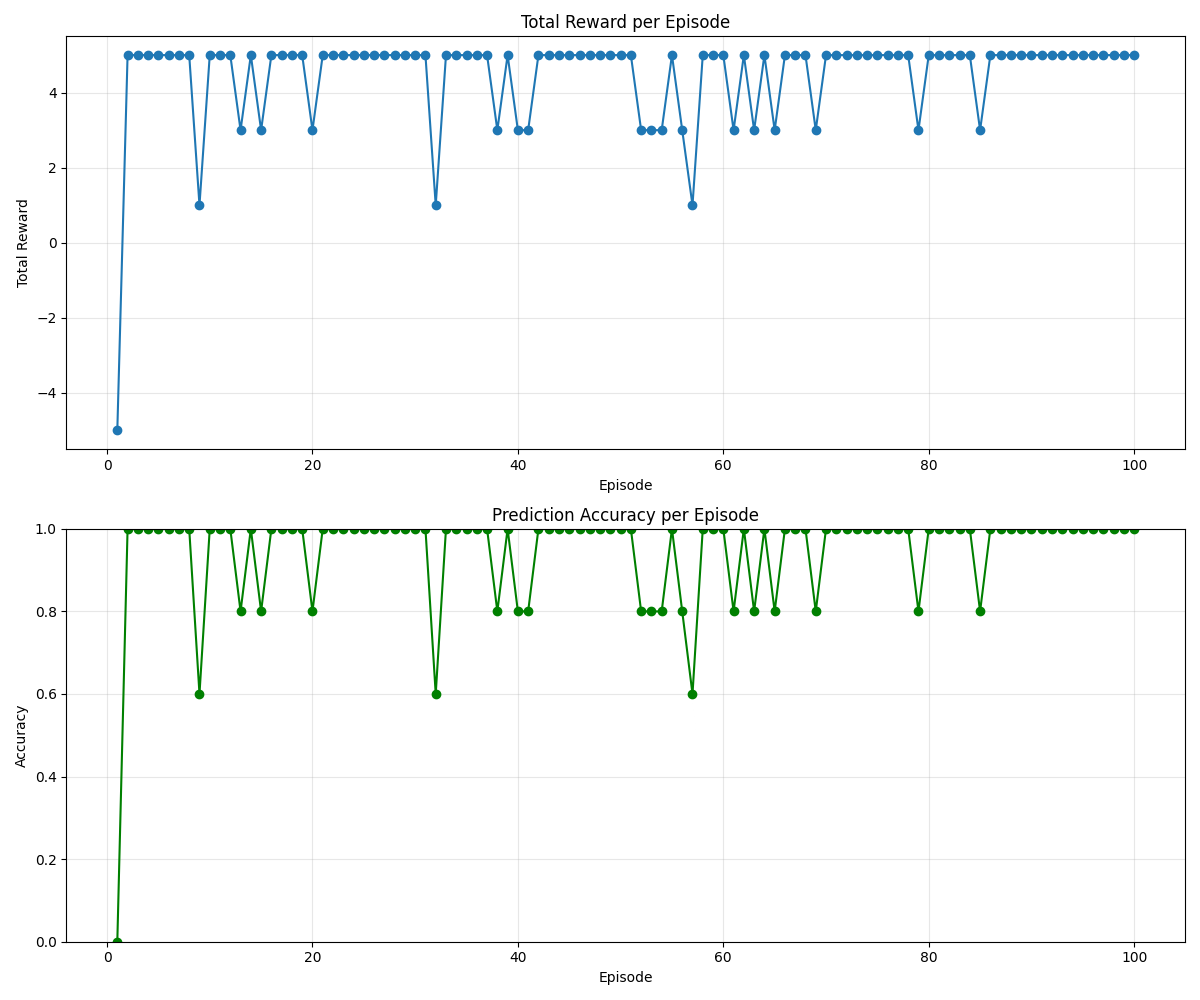 Total Reward per Episode
Total Reward
4
2
0
−2
−4
0 20 40 60 80 100
Episode
Prediction Accuracy per Episode
Accuracy
1.0
0.8
0.6
0.4
0.2
0.0
0 20 40 60 80 100
Episode